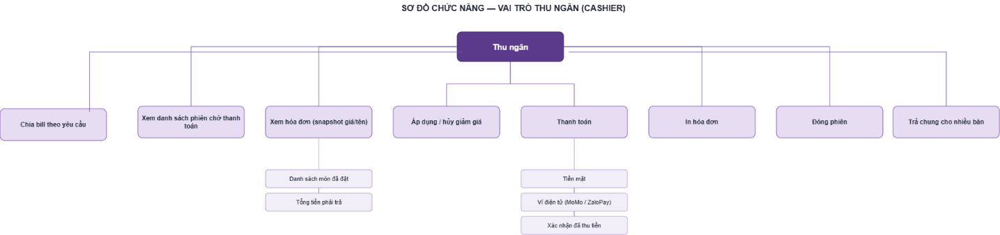 SƠ ĐỒ CHỨC NĂNG — VAI TRÒ THU NGÂN (CASHIER)
Thu ngân
Chia bill theo yêu cầu
Xem danh sách phiên chờ thanh
toán
Xem hóa đơn (snapshot giá/tên)
Áp dụng / hủy giảm giá
Thanh toán
In hóa đơn
Đóng phiên
Trả chung cho nhiều bàn
Danh sách món đã đặt
Tổng tiền phải trả
Tiền mặt
Ví điện tử (MoMo / ZaloPay)
Xác nhận đã thu tiền